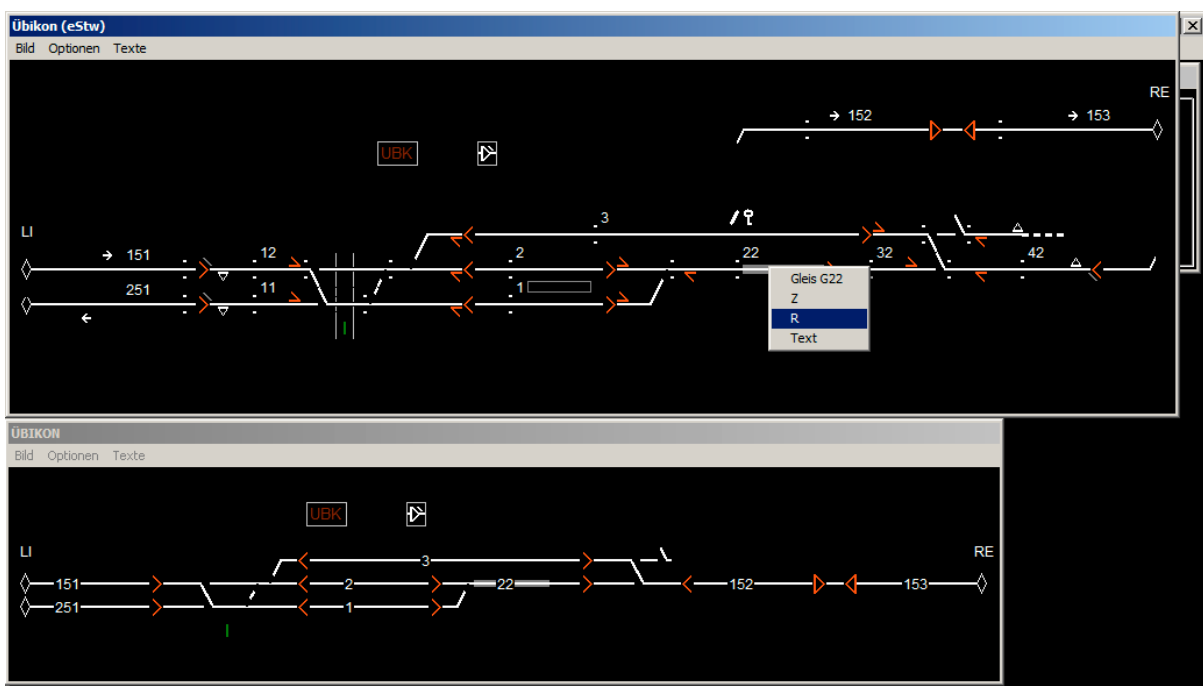 Übikon (eStw)
Bild Optionen Texte
RE
152 153
UBK
LI
3
151 12 2 22 32 42
251 11 1
Gleis G22
Z
R
Text
ÜBIKON
Bild Optionen Texte
UBK
LI RE
3
151 2 22 152 153
251 1